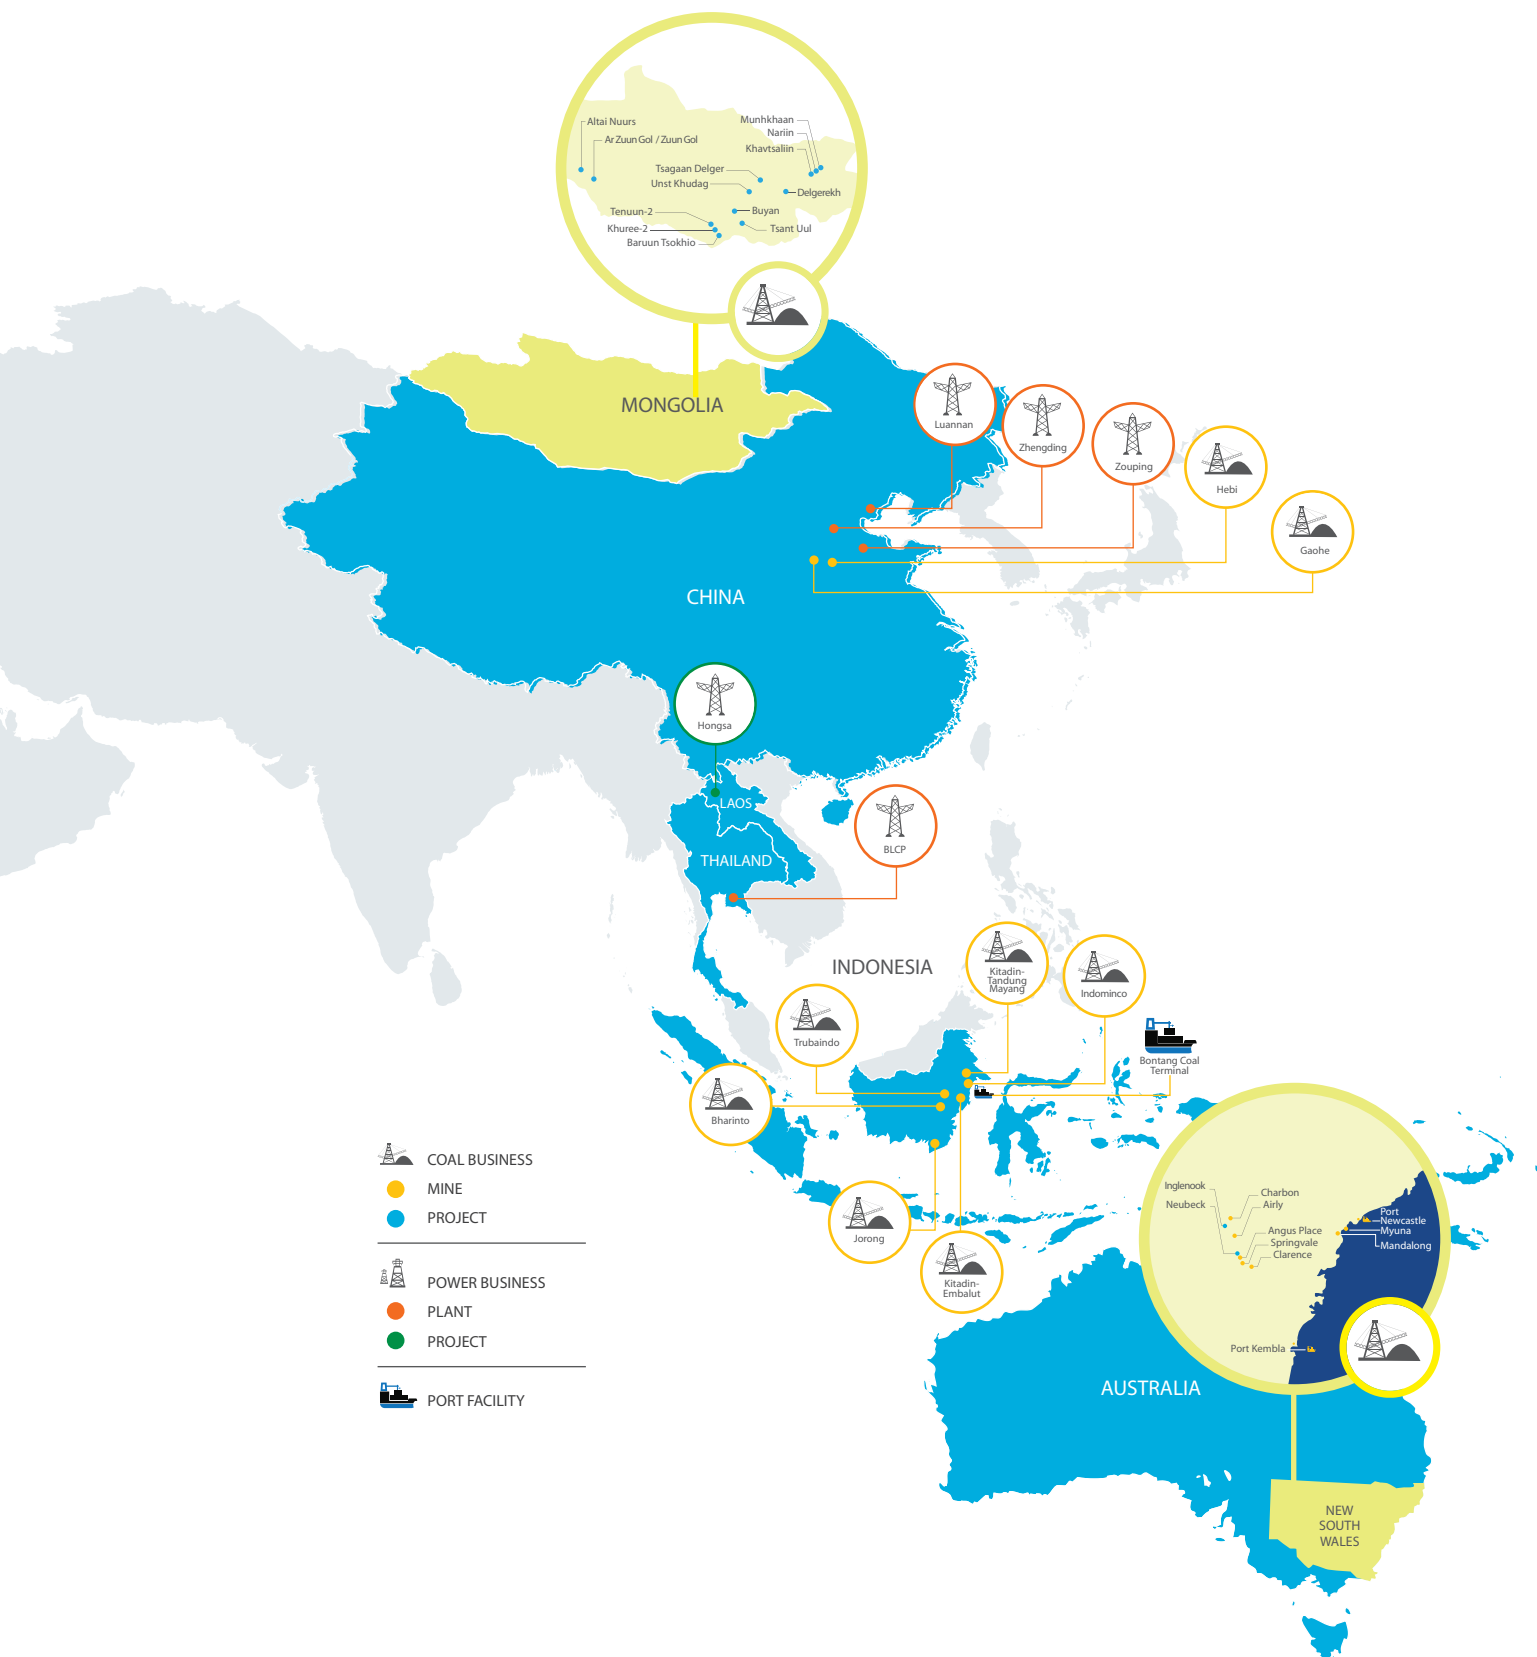 Altai Nuurs
Ar Zuun Gol / Zuun Gol
Munhkhaan
Nariin
Khavtsaliin
Tsagaan Delger
Unst Khudag
Delgerekh
Tenuun-2
Buyan
Khuree-2
Tsant Uul
Baruun Tsokhio
MONGOLIA
Luannan
Zhengding
Zouping
Hebi
Gaohe
CHINA
Hongsa
LAOS
BLCP
THAILAND
INDONESIA
Kitadin-
Tandung
Mayang
Indominco
Trubaindo
Bontang Coal
Terminal
Bharinto
Jorong
Kitadin-
Embalut
COAL BUSINESS
MINE
PROJECT
POWER BUSINESS
PLANT
PROJECT
PORT FACILITY
Inglenook
Neubeck
Charbon
Airly
Angus Place
Springvale
Clarence
Port
Newcastle
Myuna
Mandalong
Port Kembla
AUSTRALIA
NEW
SOUTH
WALES